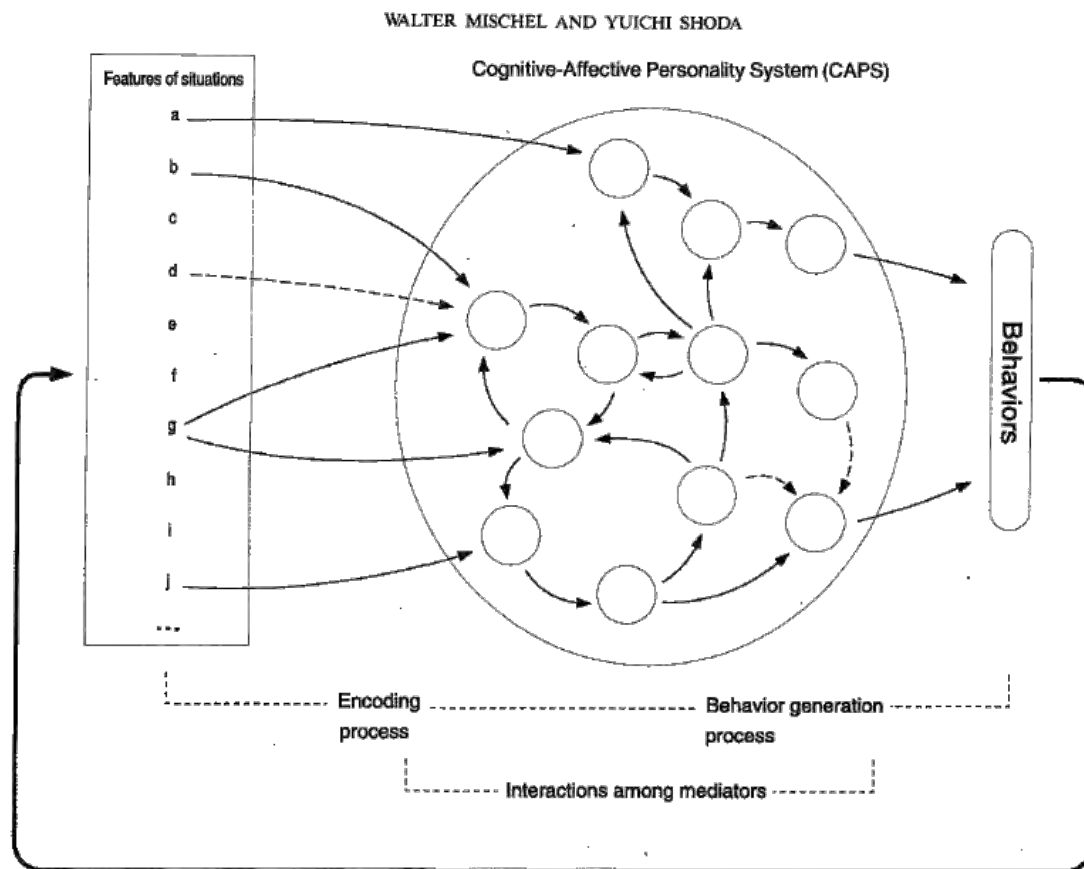 WALTER MISCHEL AND YUICHI SHODA
Cognitive-Affective Personality System (CAPS)
Features of situations
a
b
c
d
e
f
g
h
i
j
...
Behaviors
Encoding
process
Behavior generation
process
Interactions among mediators